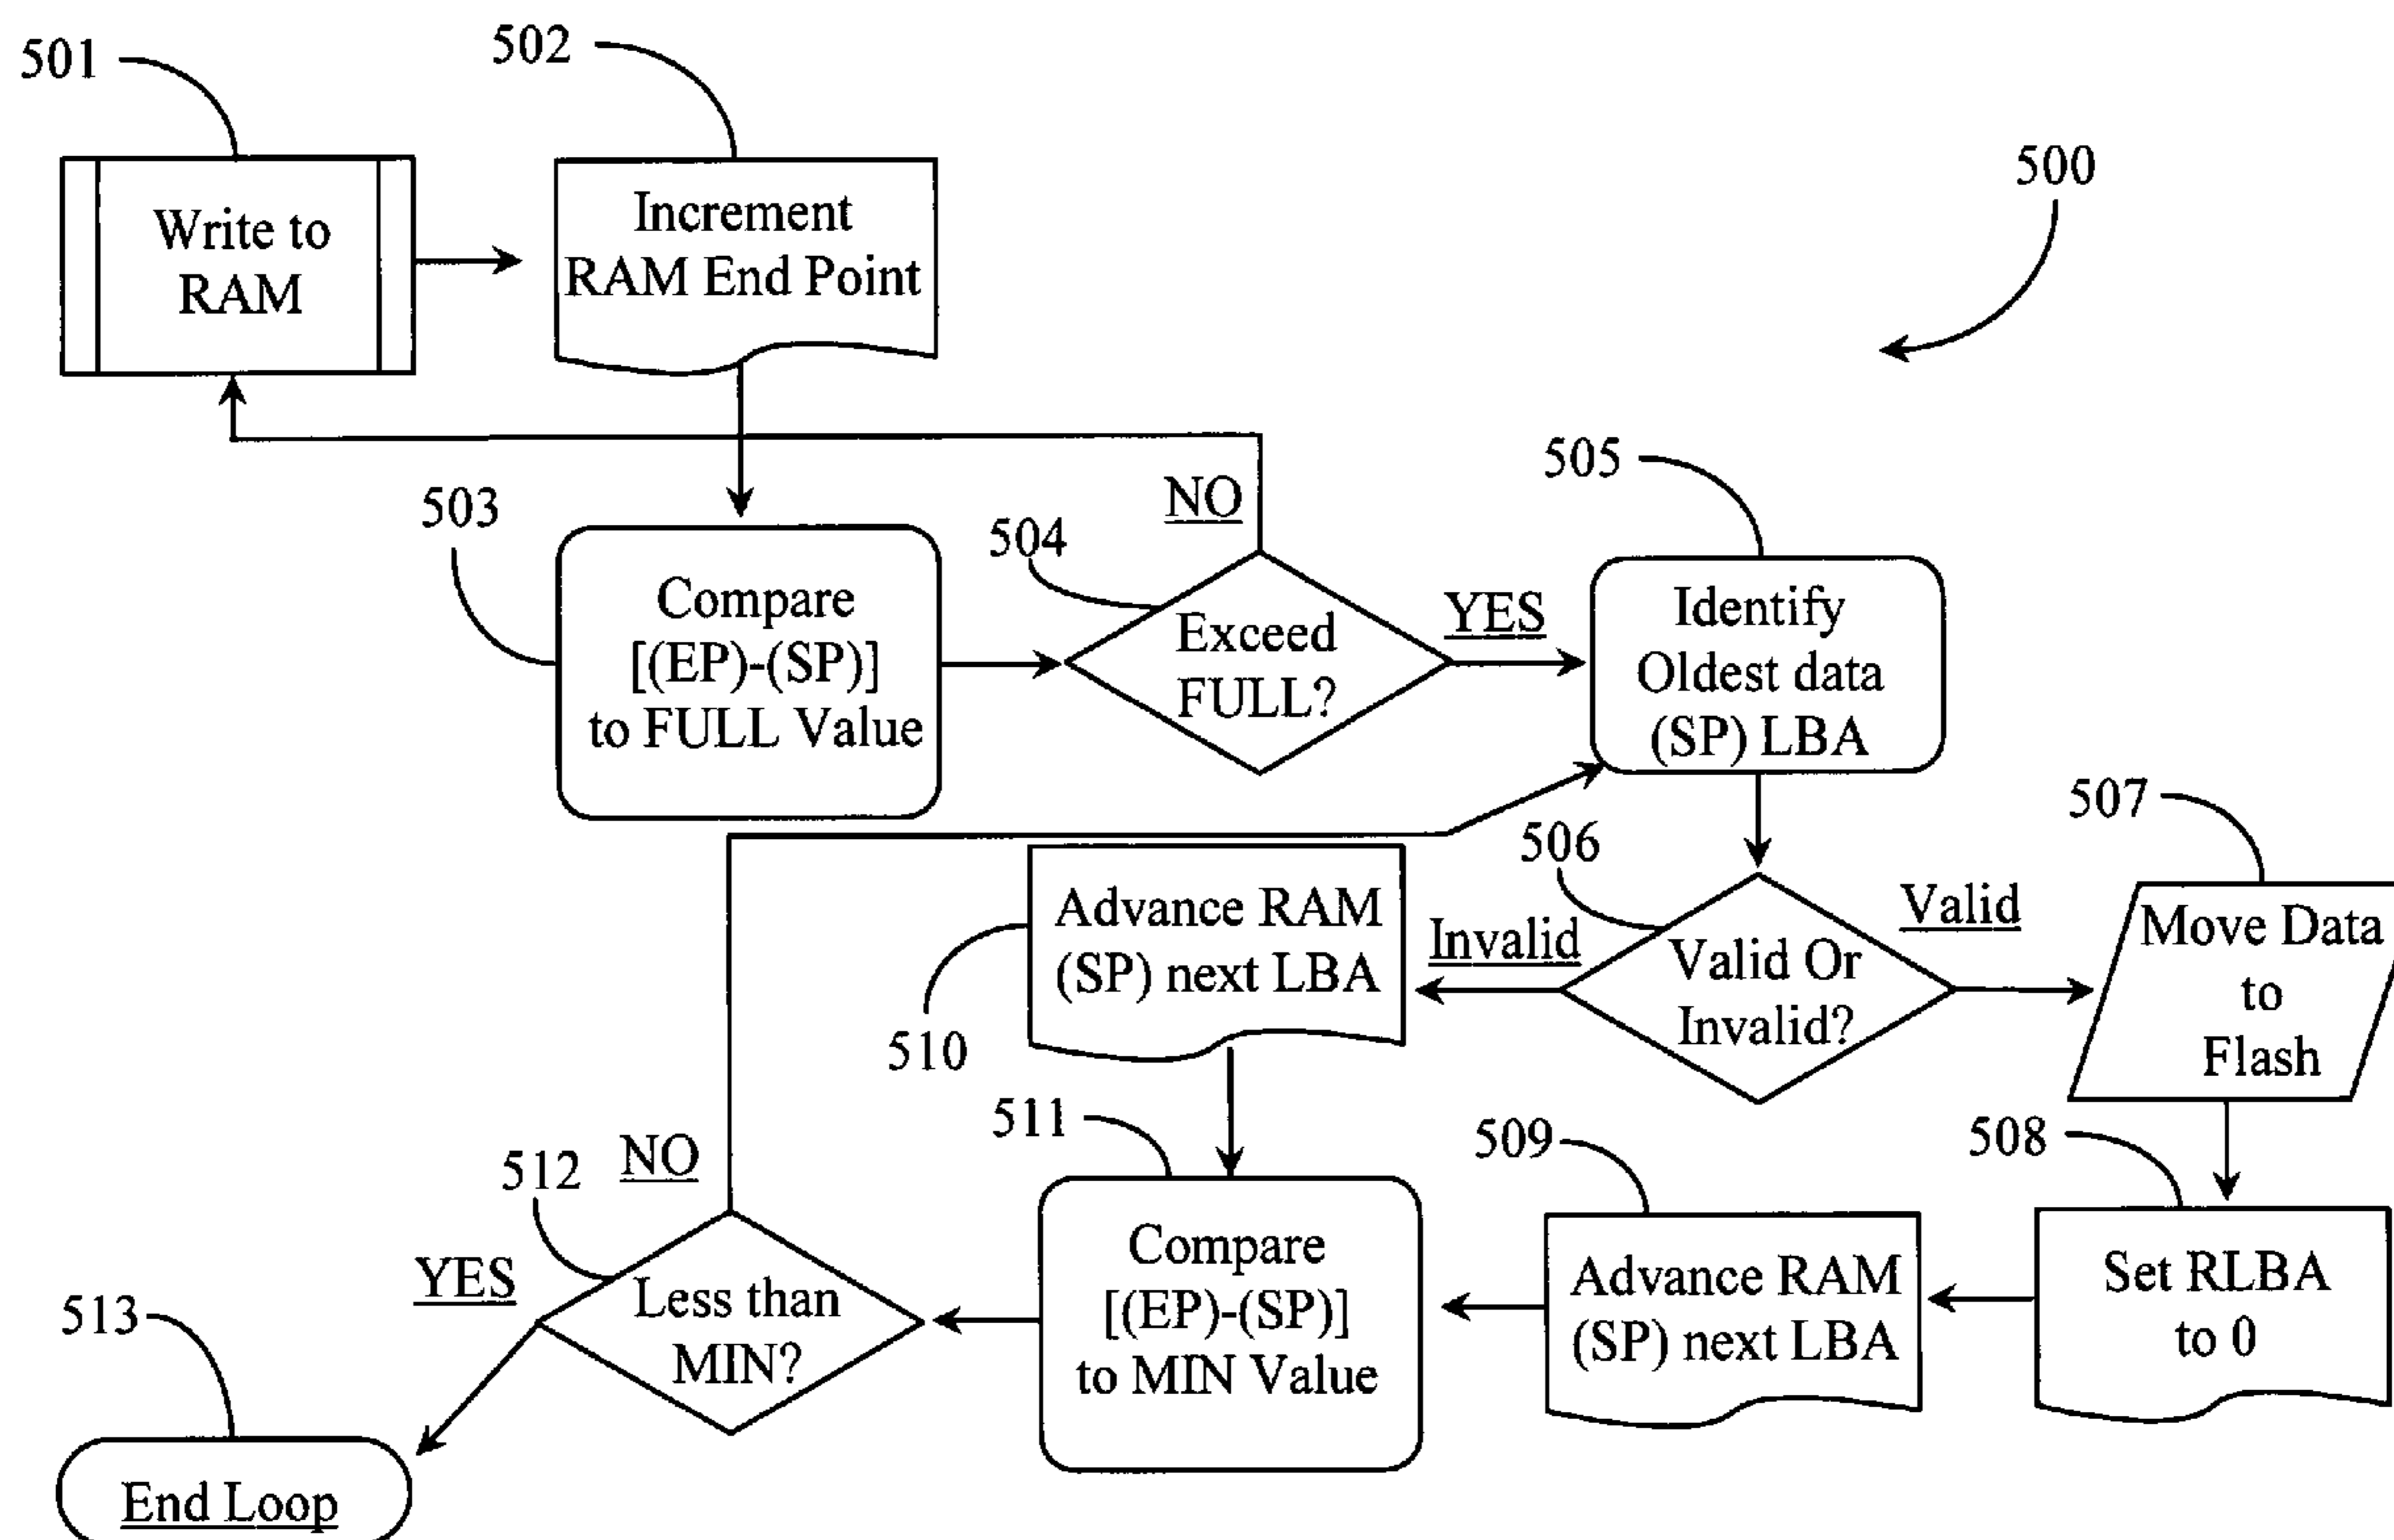 501
502
500
Write to
RAM
Increment
RAM End Point
503
Compare
[(EP)-(SP)]
to FULL Value
504
NO
Exceed
FULL?
YES
505
Identify
Oldest data
(SP) LBA
506
Valid Or
Invalid?
Invalid
Valid
507
Move Data
to
Flash
510
Advance RAM
(SP) next LBA
508
Set RLBA
to 0
509
Advance RAM
(SP) next LBA
511
Compare
[(EP)-(SP)]
to MIN Value
512
NO
Less than
MIN?
YES
513
End Loop